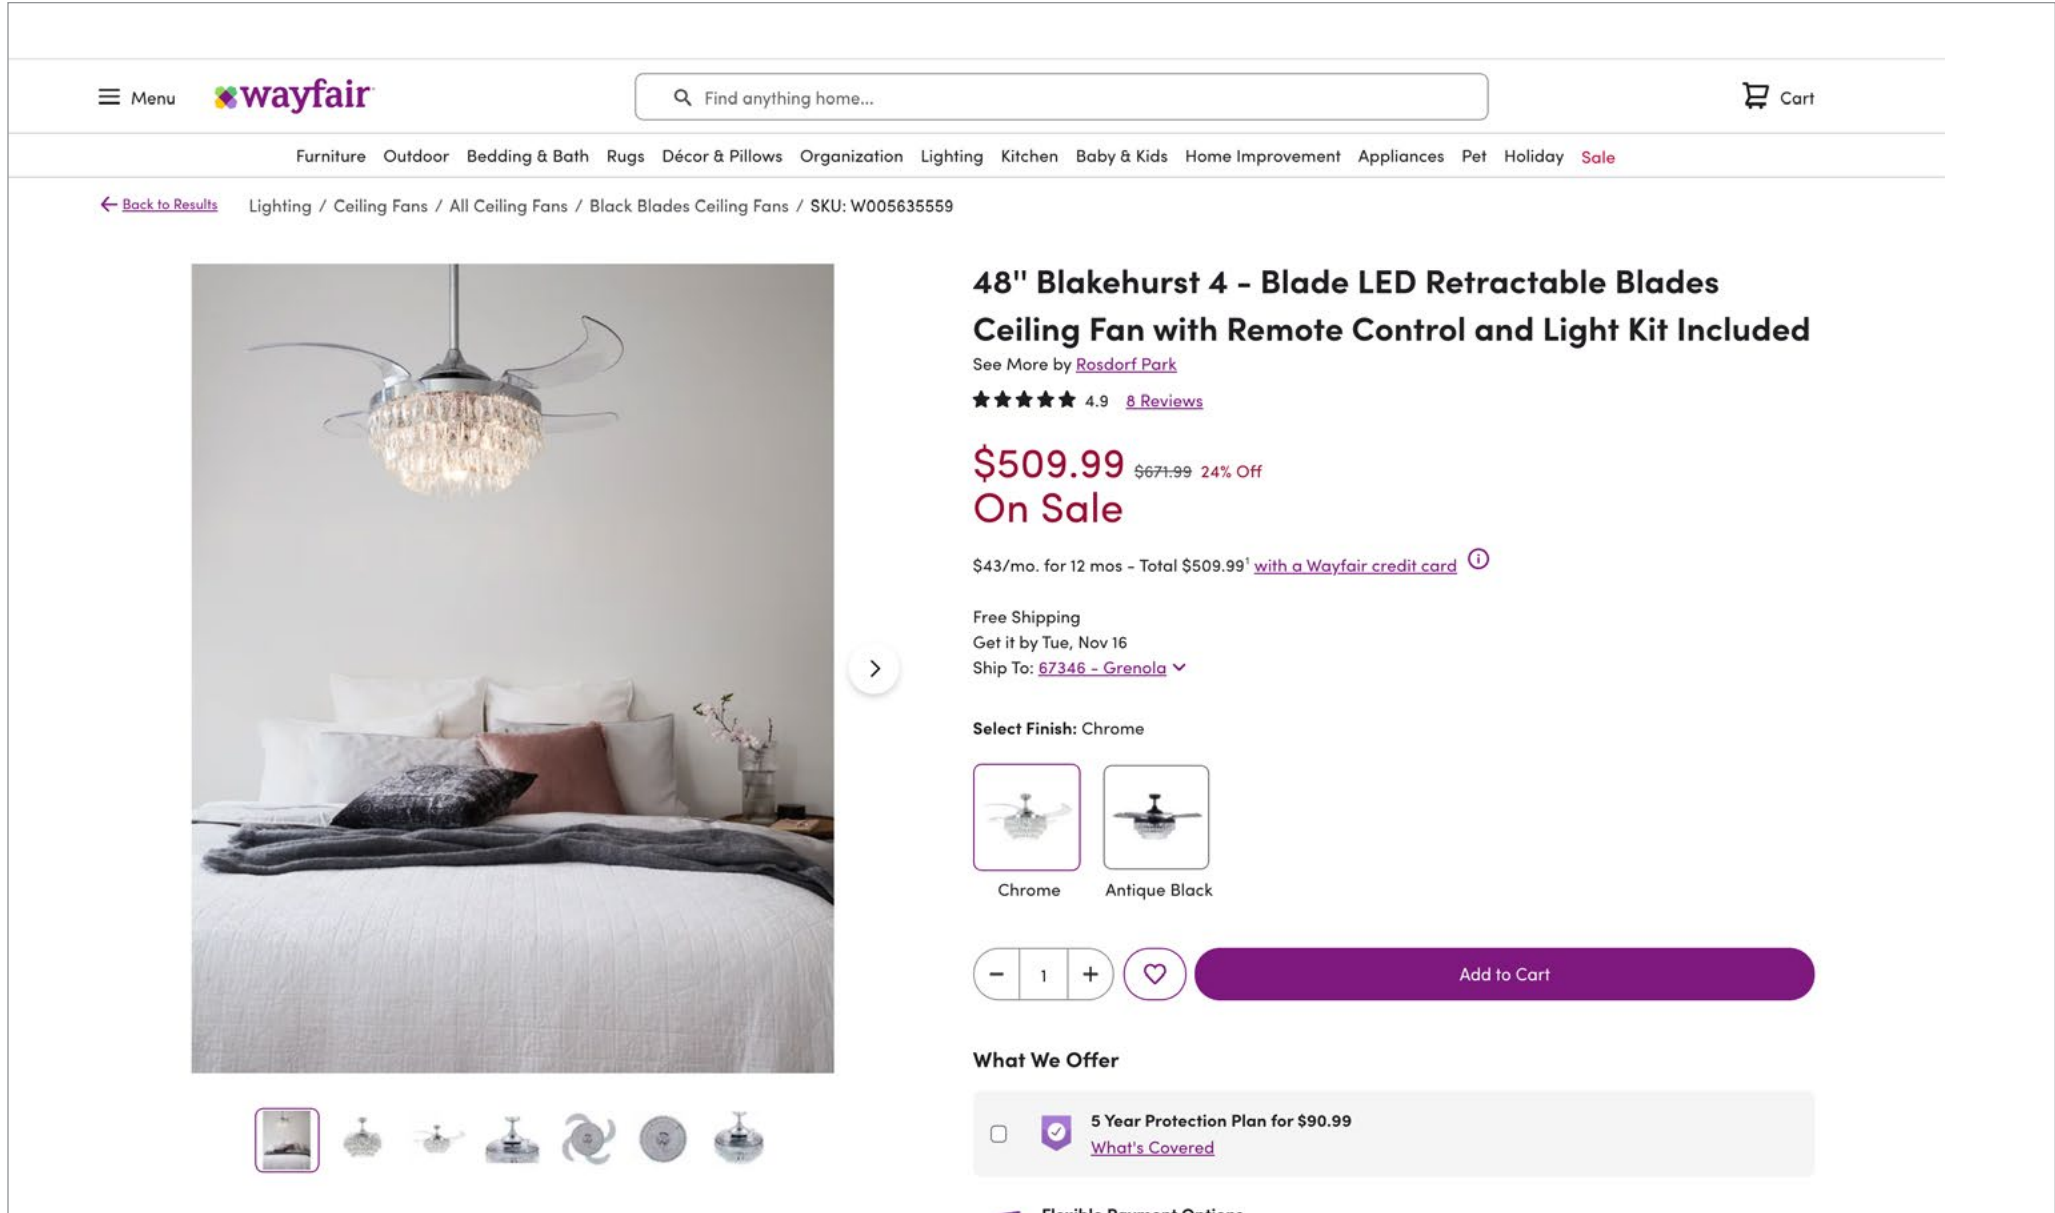 Menu
wayfair
Find anything home...
Cart
Furniture Outdoor Bedding & Bath Rugs Décor & Pillows Organization Lighting Kitchen Baby & Kids Home Improvement Appliances Pet Holiday Sale
Back to Results
Lighting / Ceiling Fans / All Ceiling Fans / Black Blades Ceiling Fans / SKU: W005635559
48'' Blakehurst 4 - Blade LED Retractable Blades
Ceiling Fan with Remote Control and Light Kit Included
See More by Rosdorf Park
4.9 8 Reviews
$509.99 $671.99 24% Off
On Sale
$43/mo. for 12 mos - Total $509.99¹ with a Wayfair credit card
Free Shipping
Get it by Tue, Nov 16
Ship To: 67346 - Grenola
Select Finish: Chrome
Chrome
Antique Black
1
Add to Cart
What We Offer
5 Year Protection Plan for $90.99
What's Covered
Flexible Payment Options